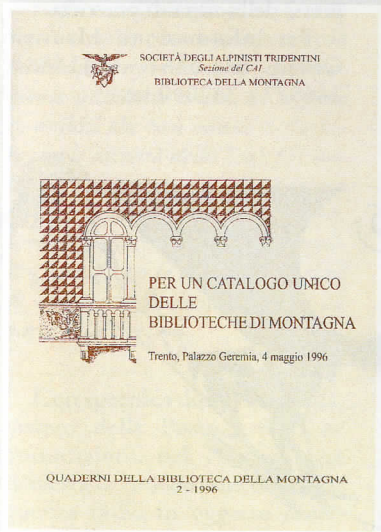 SOCIETÀ DEGLI ALPINISTI TRIDENTINI
Sezione del CAI
BIBLIOTECA DELLA MONTAGNA
PER UN CATALOGO UNICO
DELLE
BIBLIOTECHE DI MONTAGNA
Trento, Palazzo Geremia, 4 maggio 1996
QUADERNI DELLA BIBLIOTECA DELLA MONTAGNA
2 - 1996